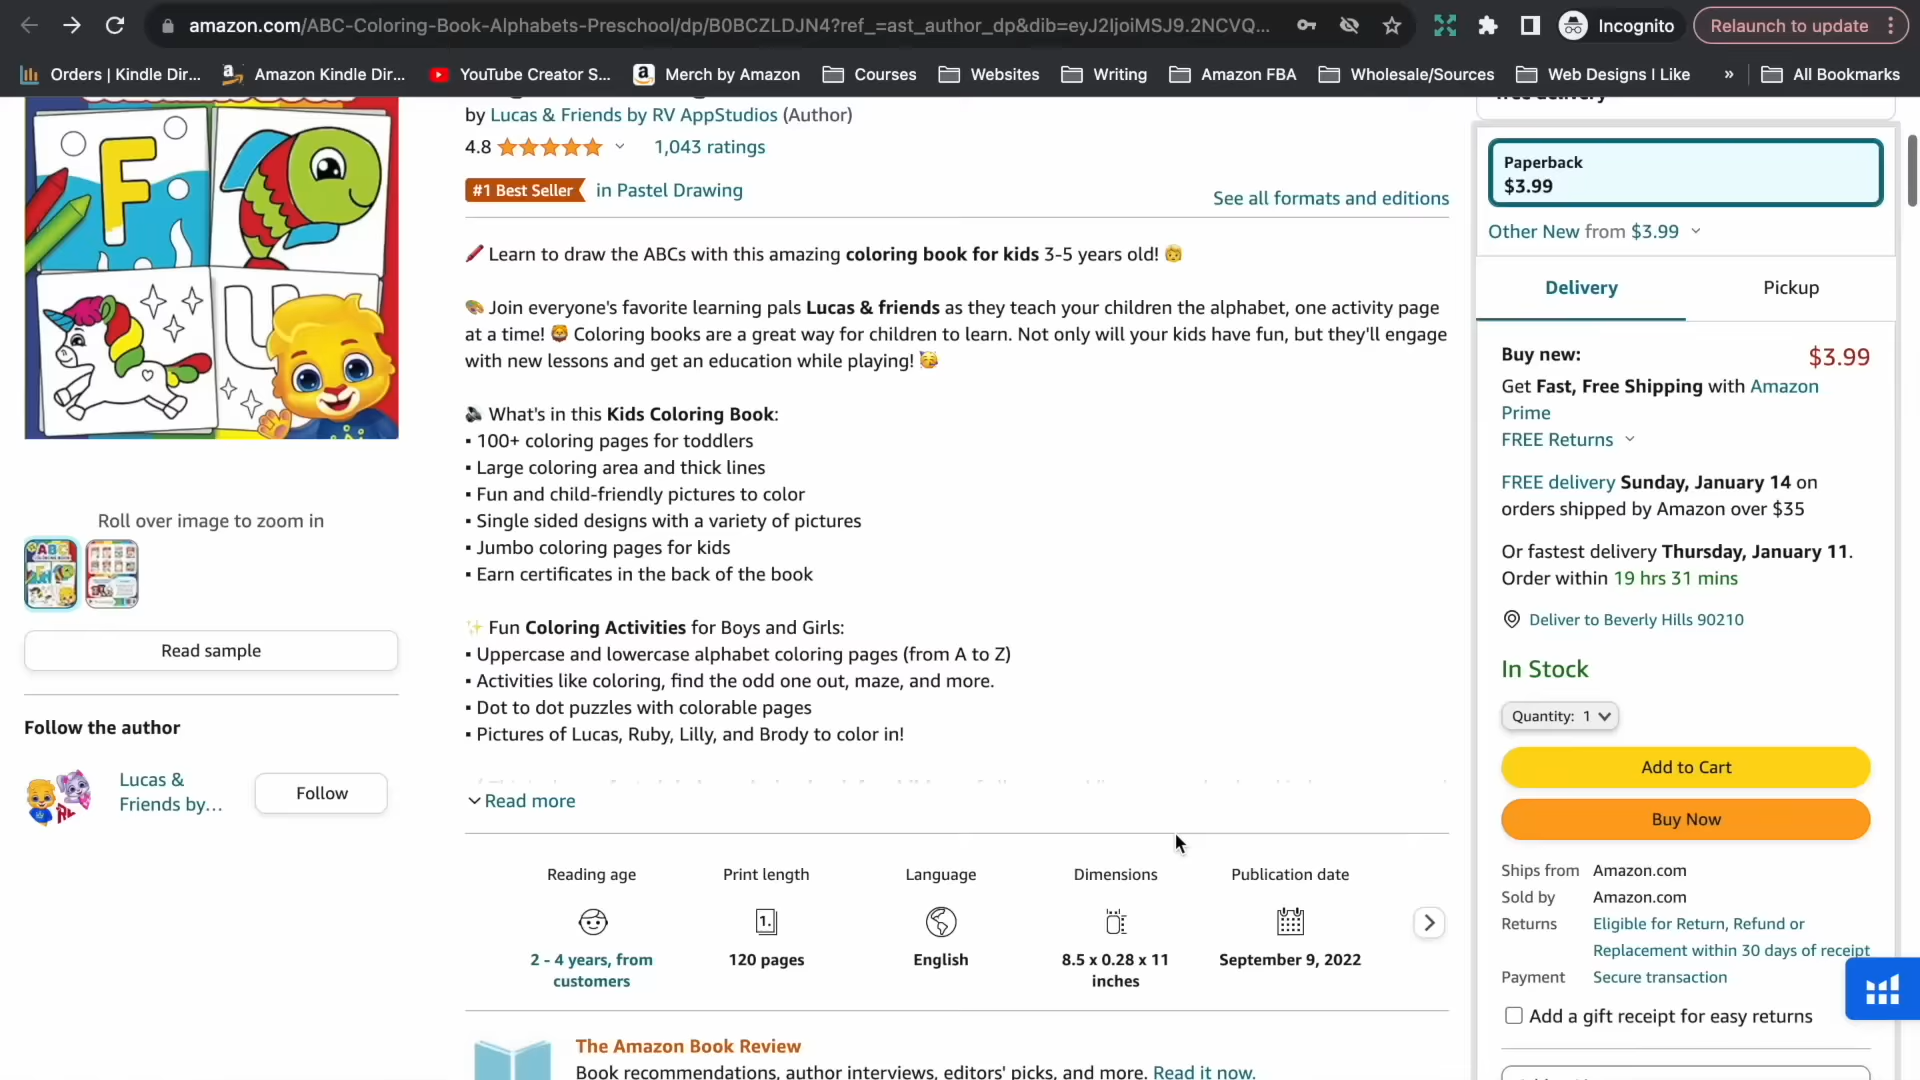 amazon.com/ABC-Coloring-Book-Alphabets-Preschool/dp/B0BCZLDJN4?ref_=ast_author_dp&dib=eyJ2IjoiMSJ9.2NCVQ...
Incognito
Relaunch to update
Orders | Kindle Dir...
Amazon Kindle Dir...
YouTube Creator S...
Merch by Amazon
Courses
Websites
Writing
Amazon FBA
Wholesale/Sources
Web Designs I Like
»
All Bookmarks
F
U
Roll over image to zoom in
Read sample
Follow the author
Lucas &
Friends by...
Follow
by Lucas & Friends by RV AppStudios (Author)
4.8
1,043 ratings
#1 Best Seller in Pastel Drawing
See all formats and editions
🖍️ Learn to draw the ABCs with this amazing coloring book for kids 3-5 years old! 🧒
🎨 Join everyone's favorite learning pals Lucas & friends as they teach your children the alphabet, one activity page
at a time! 🦁 Coloring books are a great way for children to learn. Not only will your kids have fun, but they'll engage
with new lessons and get an education while playing! 🥳
What's in this Kids Coloring Book:
▪ 100+ coloring pages for toddlers
▪ Large coloring area and thick lines
▪ Fun and child-friendly pictures to color
▪ Single sided designs with a variety of pictures
▪ Jumbo coloring pages for kids
▪ Earn certificates in the back of the book
✨ Fun Coloring Activities for Boys and Girls:
▪ Uppercase and lowercase alphabet coloring pages (from A to Z)
▪ Activities like coloring, find the odd one out, maze, and more.
▪ Dot to dot puzzles with colorable pages
▪ Pictures of Lucas, Ruby, Lilly, and Brody to color in!
Read more
Reading age
2 - 4 years, from
customers
Print length
1.
120 pages
Language
English
Dimensions
8.5 x 0.28 x 11
inches
Publication date
September 9, 2022
The Amazon Book Review
Book recommendations, author interviews, editors' picks, and more. Read it now.
free delivery
Paperback
$3.99
Other New from $3.99
Delivery
Pickup
Buy new:
$3.99
Get Fast, Free Shipping with Amazon
Prime
FREE Returns
FREE delivery Sunday, January 14 on
orders shipped by Amazon over $35
Or fastest delivery Thursday, January 11.
Order within 19 hrs 31 mins
Deliver to Beverly Hills 90210
In Stock
Quantity: 1
Add to Cart
Buy Now
Ships from Amazon.com
Sold by Amazon.com
Returns Eligible for Return, Refund or
Replacement within 30 days of receipt
Payment Secure transaction
Add a gift receipt for easy returns